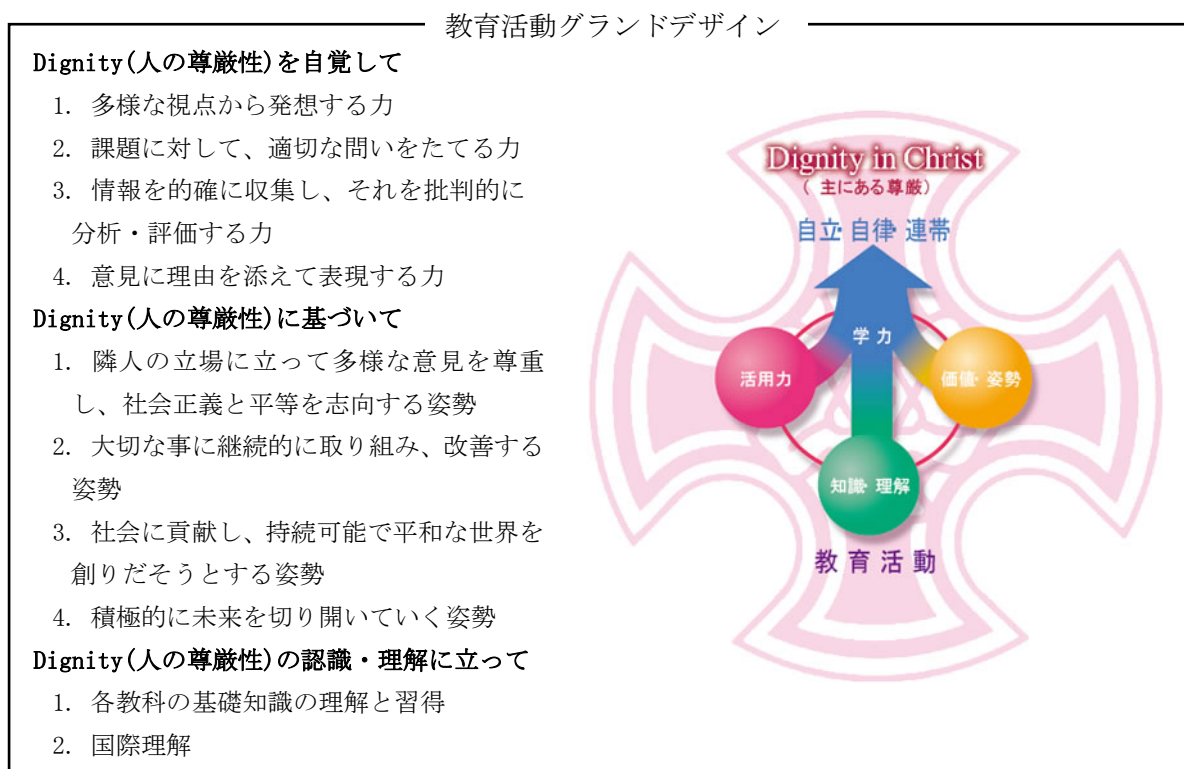 教育活動グランドデザイン
Dignity(人の尊厳性)を自覚して
1. 多様な視点から発想する力
2. 課題に対して、適切な問いをたてる力
3. 情報を的確に収集し、それを批判的に
分析・評価する力
4. 意見に理由を添えて表現する力
Dignity(人の尊厳性)に基づいて
1. 隣人の立場に立って多様な意見を尊重
し、社会正義と平等を志向する姿勢
2. 大切な事に継続的に取り組み、改善する
姿勢
3. 社会に貢献し、持続可能で平和な世界を
創りだそうとする姿勢
4. 積極的に未来を切り開いていく姿勢
Dignity(人の尊厳性)の認識・理解に立って
1. 各教科の基礎知識の理解と習得
2. 国際理解
Dignity in Christ
(主にある尊厳)
自立・自律・連帯
学力
活用力
価値・姿勢
知識・理解
教育活動